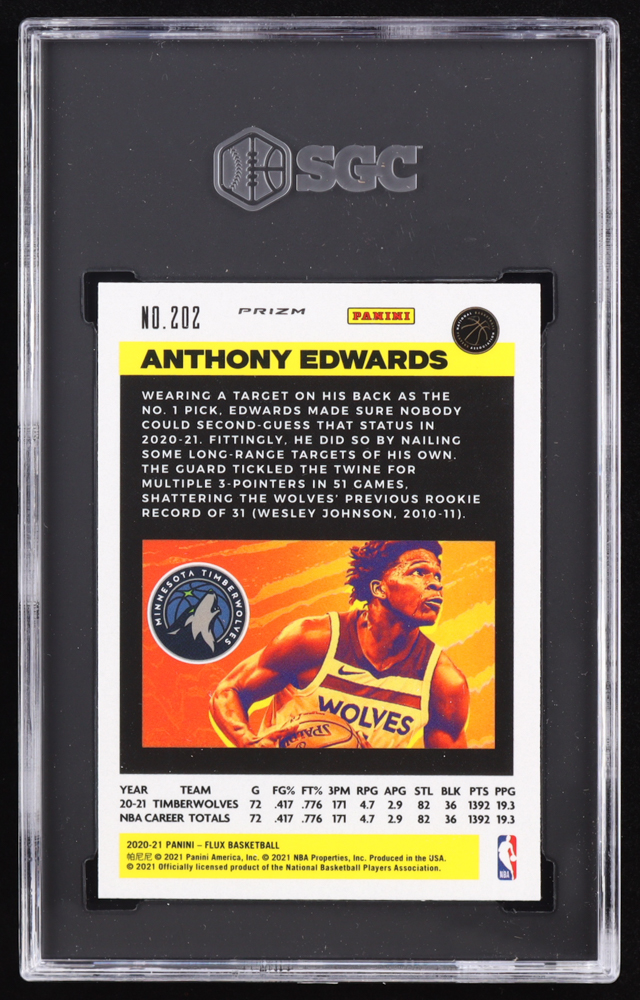 SGC
NO.202
PRIZM
PANINI
ANTHONY EDWARDS
WEARING A TARGET ON HIS BACK AS THE
NO. 1 PICK, EDWARDS MADE SURE NOBODY
COULD SECOND-GUESS THAT STATUS IN
2020-21. FITTINGLY, HE DID SO BY NAILING
SOME LONG-RANGE TARGETS OF HIS OWN.
THE GUARD TICKLED THE TWINE FOR
MULTIPLE 3-POINTERS IN 51 GAMES,
SHATTERING THE WOLVES' PREVIOUS ROOKIE
RECORD OF 31 (WESLEY JOHNSON, 2010-11).
MINNESOTA TIMBERWOLVES
WOLVES
SPALDING
YEAR TEAM G FG% FT% 3PM RPG APG STL BLK PTS PPG
20-21 TIMBERWOLVES 72 .417 .776 171 4.7 2.9 82 36 1392 19.3
NBA CAREER TOTALS 72 .417 .776 171 4.7 2.9 82 36 1392 19.3
2020-21 PANINI – FLUX BASKETBALL
帕尼尼 © 2021 Panini America, Inc. © 2021 NBA Properties, Inc. Produced in the USA.
© 2021 Officially licensed product of the National Basketball Players Association.
NBA